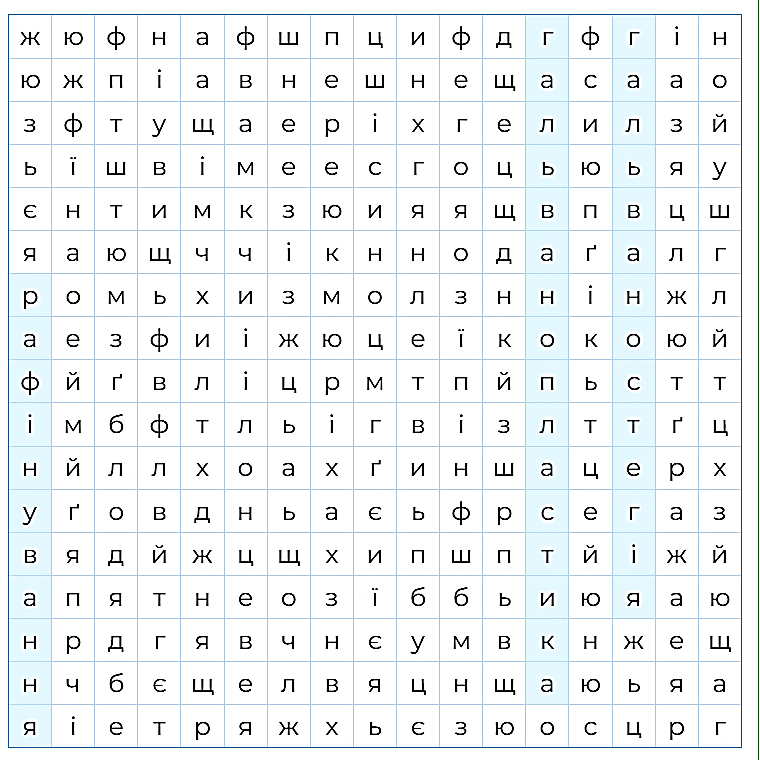 ж ю ф н а ф ш п ц и ф д г ф г і н
ю ж п і а в н е ш н е щ а с а а о
з ф т у щ а е р і х г е л и л з й
ь ї ш в і м е е с г о ц ь ю ь я у
є н т и м к з ю и я я щ в п в ц ш
я а ю щ ч ч і к н н о д а ґ а л г
р о м ь х и з м о л з н н і н ж л
а е з ф и і ж ю ц е ї к о к о ю й
ф й ґ в л і ц р м т п й п ь с т т
і м б ф т л ь і г в і з л т т ґ ц
н й л л х о а х ґ и н ш а ц е р х
у ґ о в д н ь а є ь ф р с е г а з
в я д й ж ц щ х и п ш п т й і ж й
а п я т н е о з ї б б ь и ю я а ю
н р д г я в ч н є у м в к н ж е щ
н ч б є щ е л в я ц н щ а ю ь я а
я і е т р я ж х ь є з ю о с ц р г